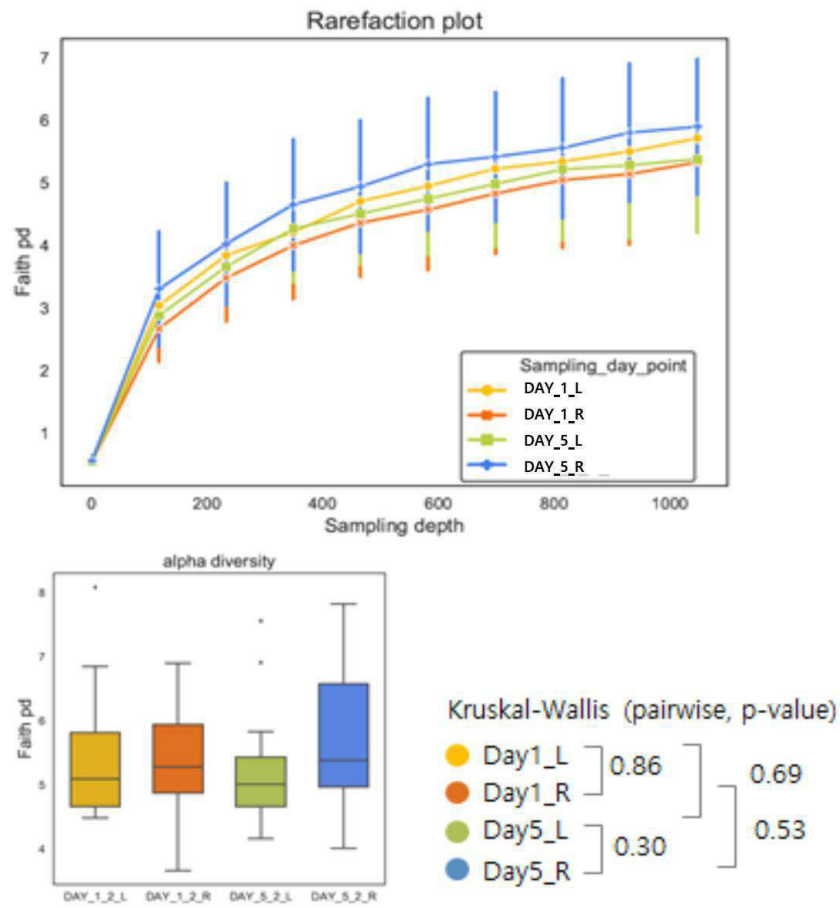 Rarefaction plot
7
6
5
4
3
2
1
Faith pd
0 200 400 600 800 1000
Sampling depth
Sampling_day_point
DAY_1_L
DAY_1_R
DAY_5_L
DAY_5_R
alpha diversity
8
7
6
5
4
Faith pd
DAY_1_2_L DAY_1_2_R DAY_5_2_L DAY_5_2_R
Kruskal-Wallis (pairwise, p-value)
Day1_L
Day1_R
Day5_L
Day5_R
0.86
0.30
0.69
0.53